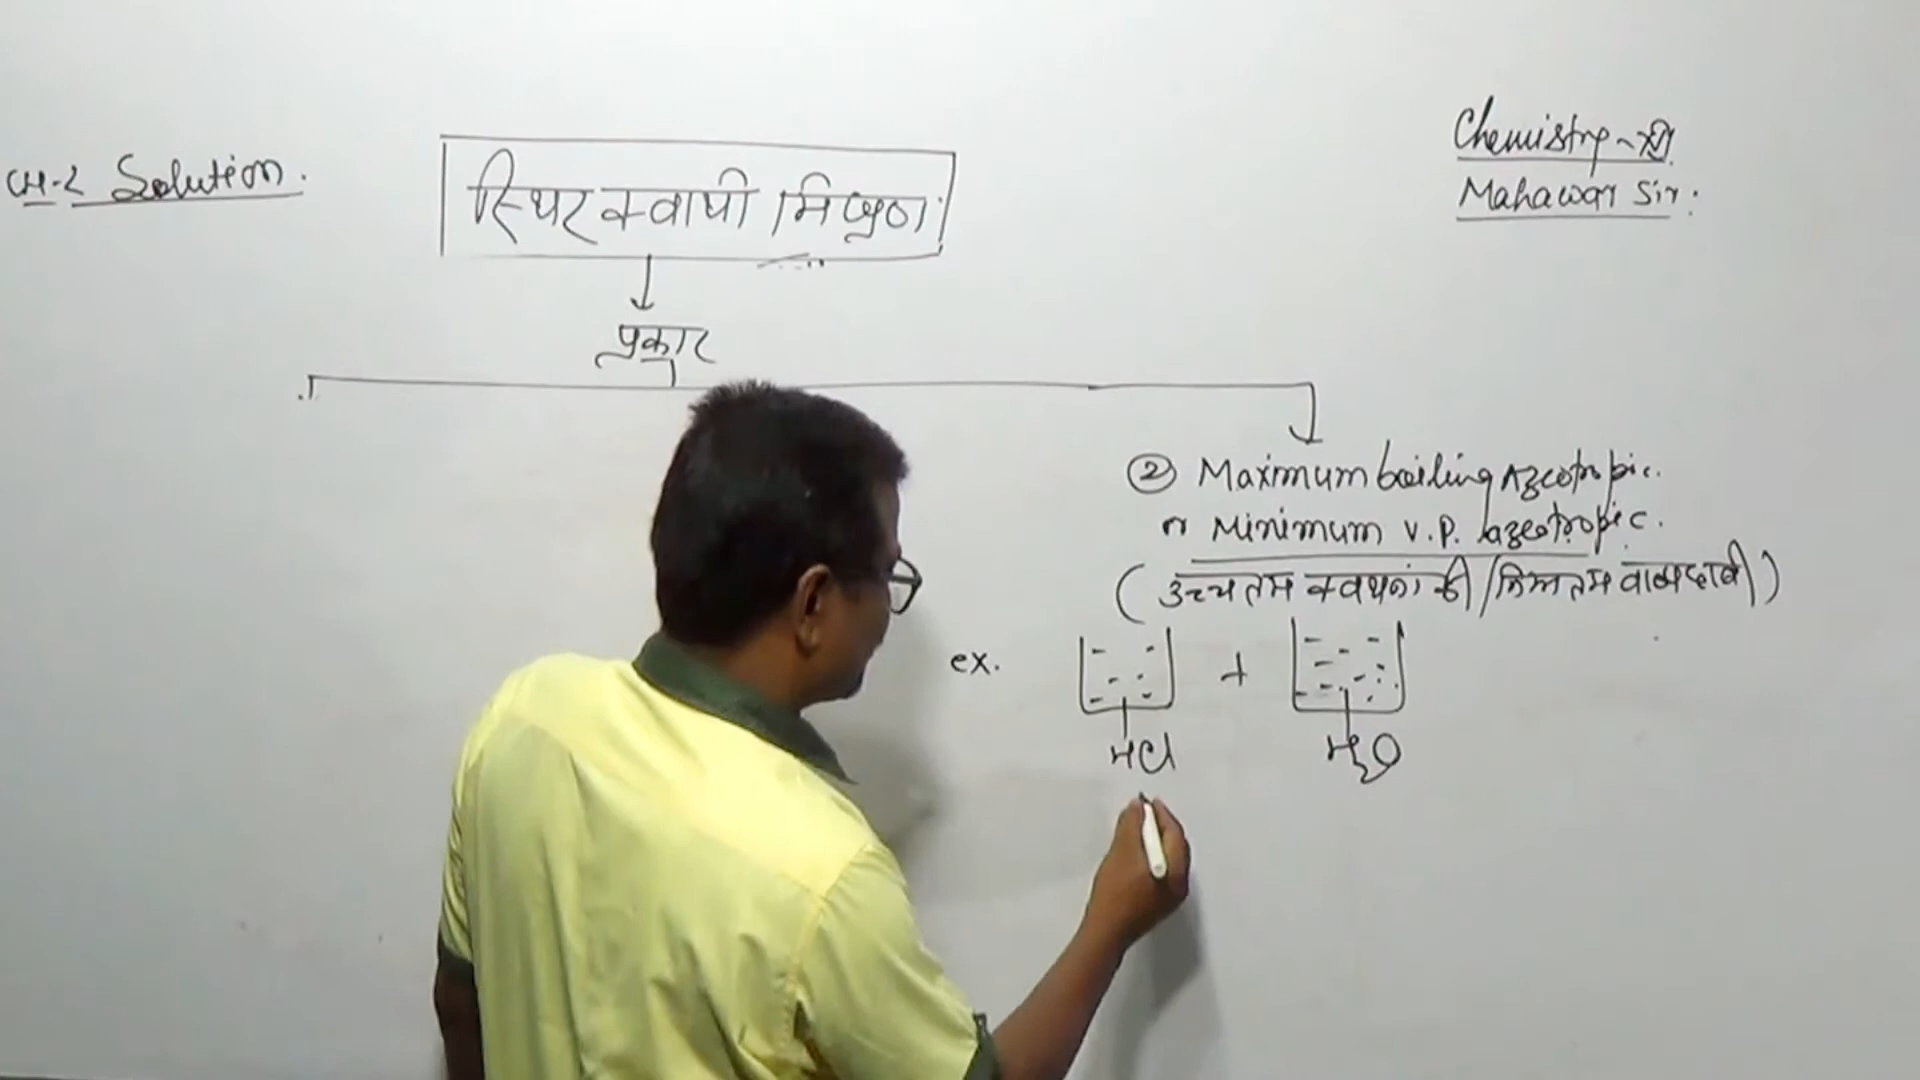 CH-2 Solution.
स्थिर क्वाथी मिश्रण
Chemistry-XII
Mahawar Sir.
प्रकार
② Maximum boiling Azeotropic.
or Minimum V.P. azeotropic.
(उच्चतम क्वथनांकी/निम्नतम वाष्पदाबी)
ex.
+
HCl
H2O